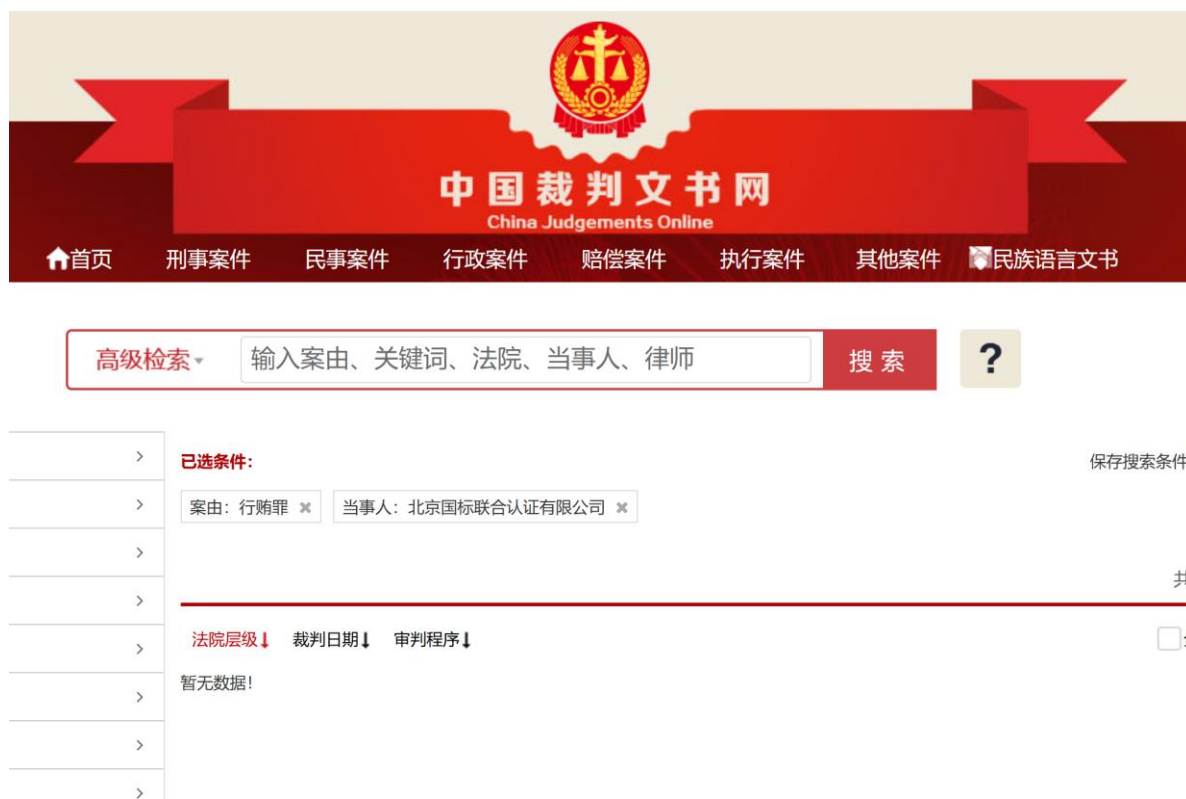 中国裁判文书网
China Judgements Online
首页 刑事案件 民事案件 行政案件 赔偿案件 执行案件 其他案件 民族语言文书
高级检索 输入案由、关键词、法院、当事人、律师 搜索 ?
已选条件: 保存搜索条件
案由: 行贿罪 × 当事人: 北京国标联合认证有限公司 ×
共
法院层级↓ 裁判日期↓ 审判程序↓
暂无数据!